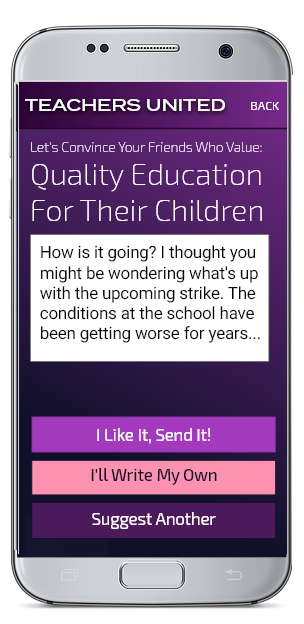 TEACHERS UNITED BACK
Let's Convince Your Friends Who Value:
Quality Education
For Their Children
How is it going? I thought you
might be wondering what's up
with the upcoming strike. The
conditions at the school have
been getting worse for years...
I Like It, Send It!
I'll Write My Own
Suggest Another